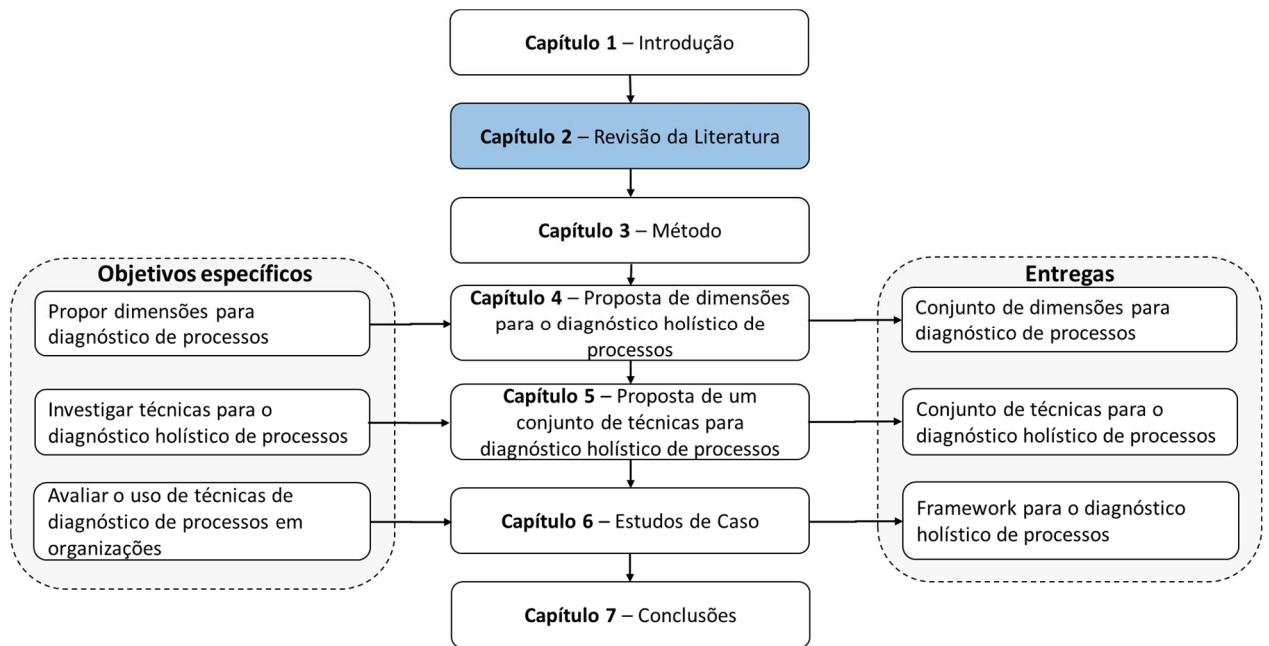 Capítulo 1 – Introdução
Capítulo 2 – Revisão da Literatura
Capítulo 3 – Método
Objetivos específicos
Propor dimensões para
diagnóstico de processos
Investigar técnicas para o
diagnóstico holístico de processos
Avaliar o uso de técnicas de
diagnóstico de processos em
organizações
Capítulo 4 – Proposta de dimensões
para o diagnóstico holístico de
processos
Capítulo 5 – Proposta de um
conjunto de técnicas para
diagnóstico holístico de processos
Capítulo 6 – Estudos de Caso
Capítulo 7 – Conclusões
Entregas
Conjunto de dimensões para
diagnóstico de processos
Conjunto de técnicas para o
diagnóstico holístico de processos
Framework para o diagnóstico
holístico de processos